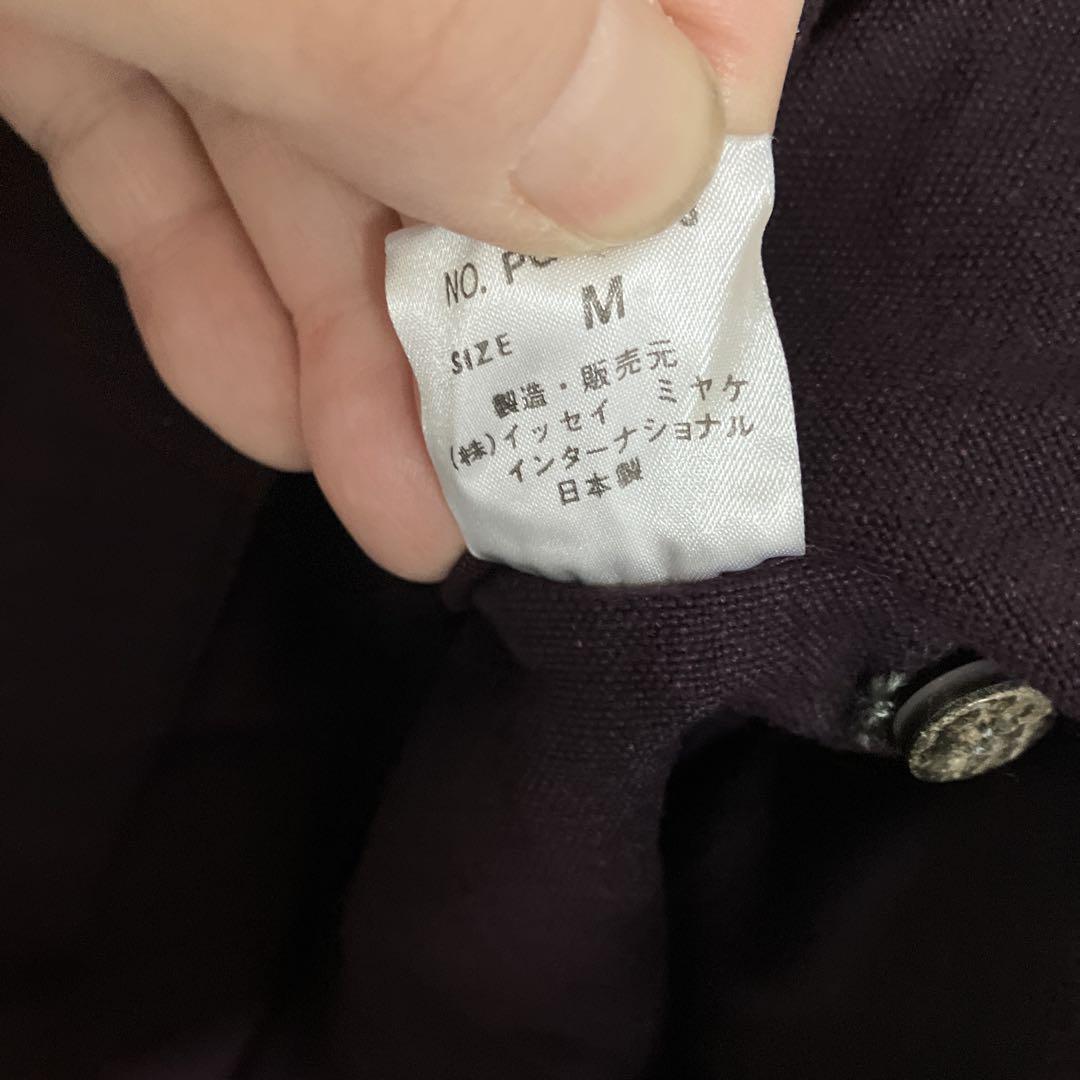 NO.
M
SIZE
製造・販売元
(株)イッセイ ミヤケ
インターナショナル
日本製